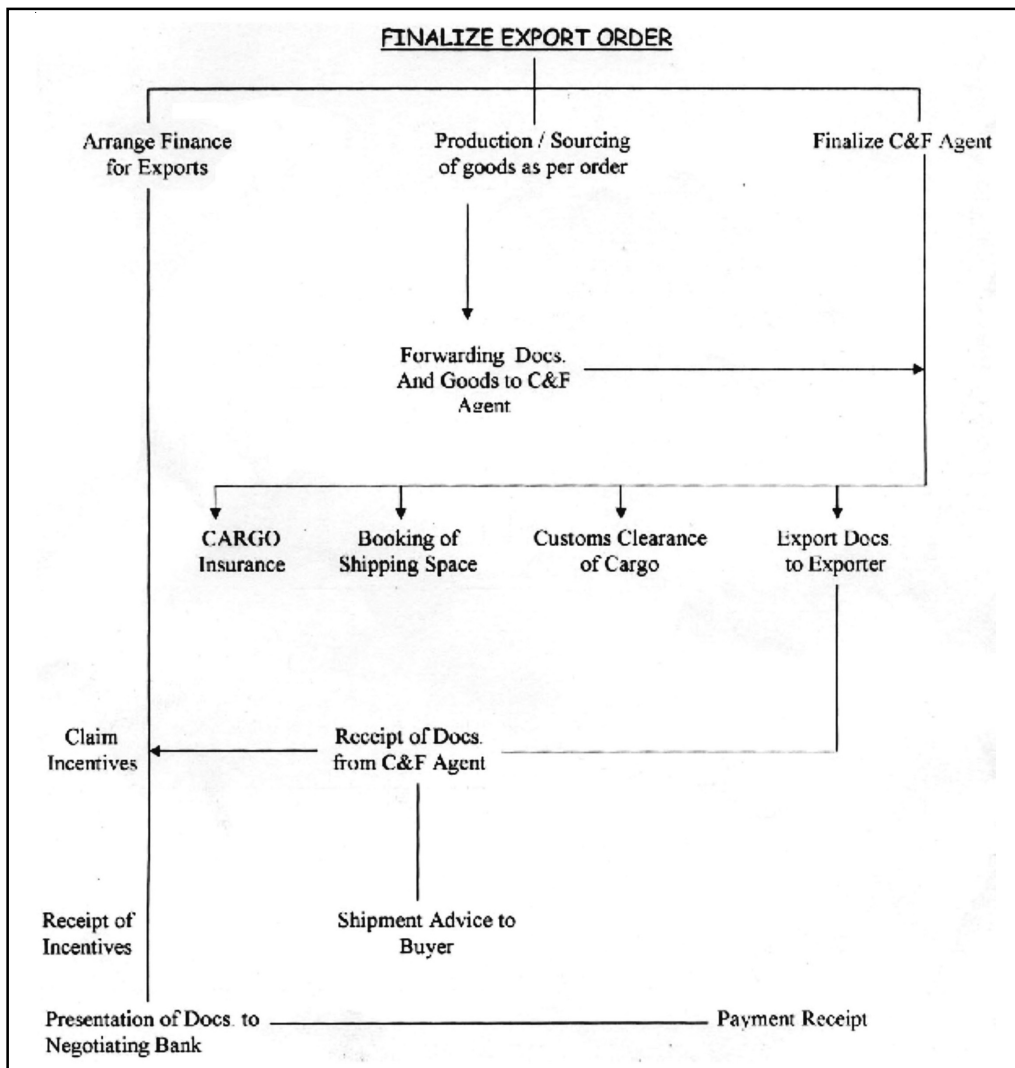 FINALIZE EXPORT ORDER
Arrange Finance
for Exports
Production / Sourcing
of goods as per order
Finalize C&F Agent
Forwarding Docs.
And Goods to C&F
Agent
CARGO
Insurance
Booking of
Shipping Space
Customs Clearance
of Cargo
Export Docs.
to Exporter
Claim
Incentives
Receipt of Docs.
from C&F Agent
Receipt of
Incentives
Shipment Advice to
Buyer
Presentation of Docs. to
Negotiating Bank
Payment Receipt